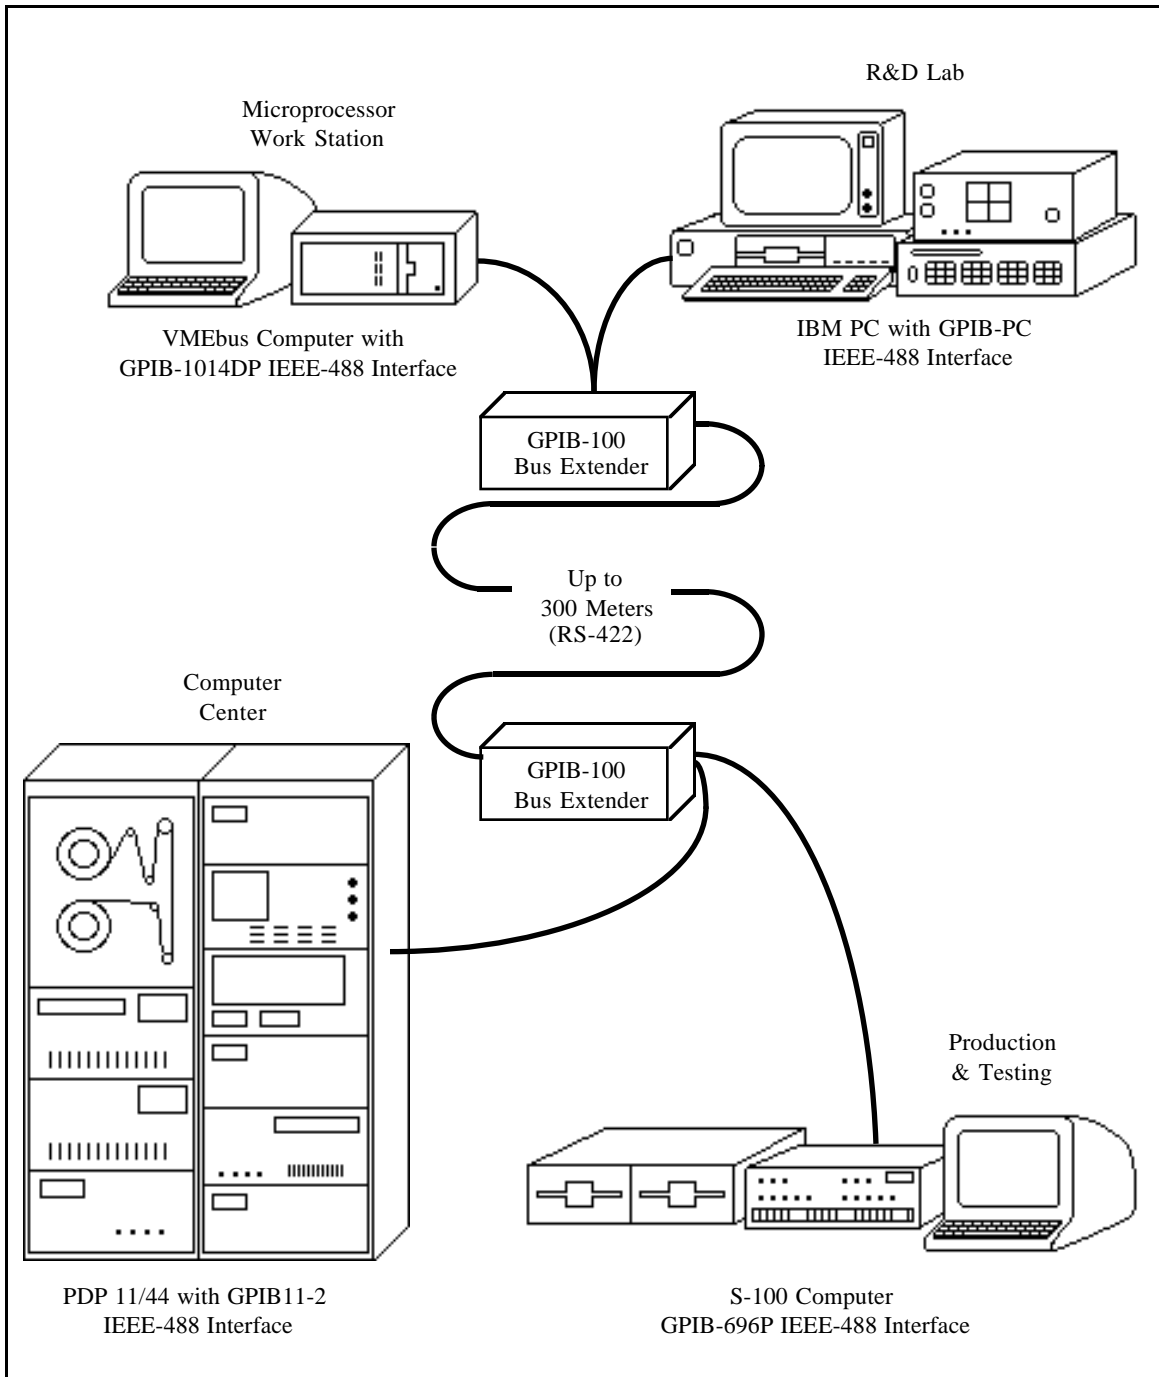 R&D Lab
Microprocessor
Work Station
VMEbus Computer with
GPIB-1014DP IEEE-488 Interface
IBM PC with GPIB-PC
IEEE-488 Interface
GPIB-100
Bus Extender
Up to
300 Meters
(RS-422)
Computer
Center
GPIB-100
Bus Extender
Production
& Testing
PDP 11/44 with GPIB11-2
IEEE-488 Interface
S-100 Computer
GPIB-696P IEEE-488 Interface